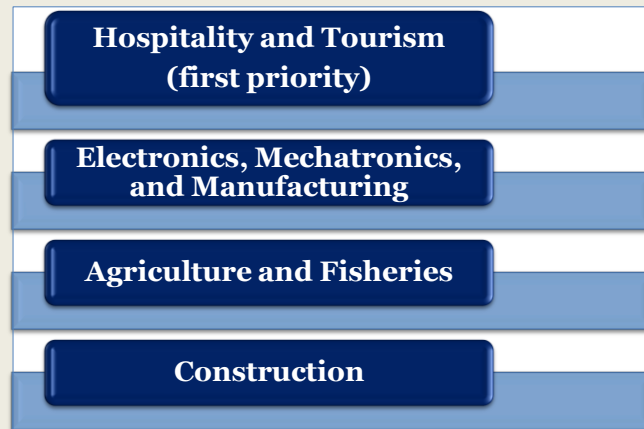 Hospitality and Tourism
(first priority)
Electronics, Mechatronics,
and Manufacturing
Agriculture and Fisheries
Construction